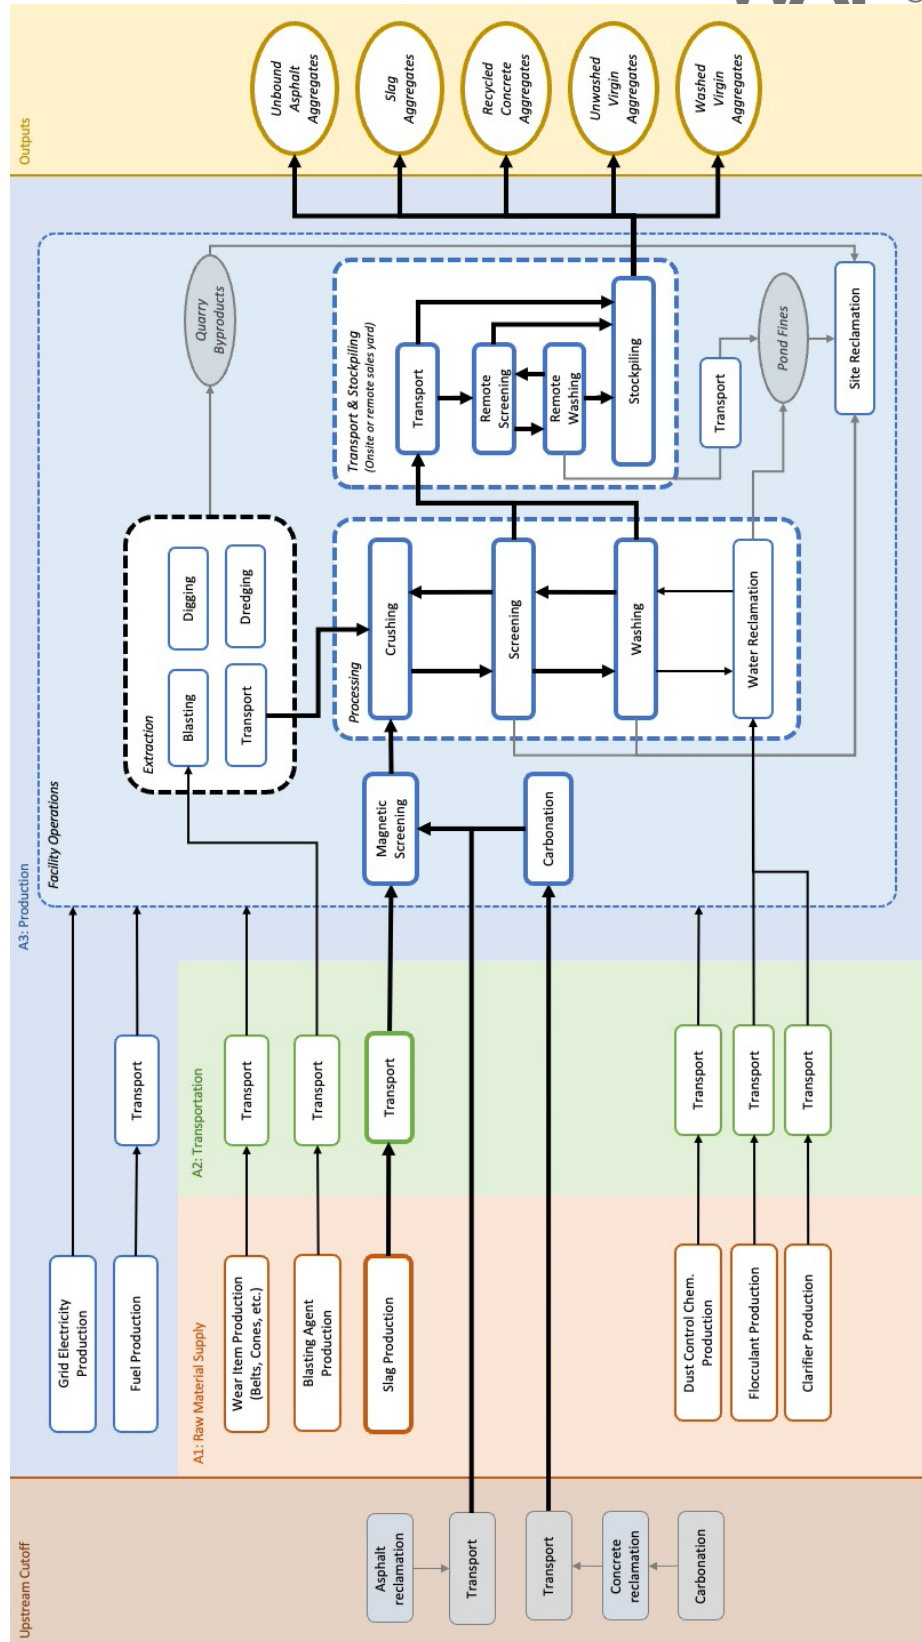 Upstream Cutoff
Asphalt
reclamation
Transport
Transport
Concrete
reclamation
Carbonation
A1: Raw Material Supply
Grid Electricity
Production
Fuel Production
Wear Item Production
(Belts, Cones, etc.)
Blasting Agent
Production
Slag Production
Dust Control Chem.
Production
Flocculant Production
Clarifier Production
A2: Transportation
Transport
Transport
Transport
Transport
Transport
Transport
Transport
A3: Production
Facility Operations
Magnetic
Screening
Carbonation
Extraction
Blasting
Digging
Transport
Dredging
Processing
Crushing
Screening
Washing
Water Reclamation
Transport & Stockpiling
(Onsite or remote sales yard)
Transport
Remote
Screening
Remote
Washing
Stockpiling
Transport
Quarry
Byproducts
Pond Fines
Site Reclamation
Outputs
Unbound
Asphalt
Aggregates
Slag
Aggregates
Recycled
Concrete
Aggregates
Unwashed
Virgin
Aggregates
Washed
Virgin
Aggregates